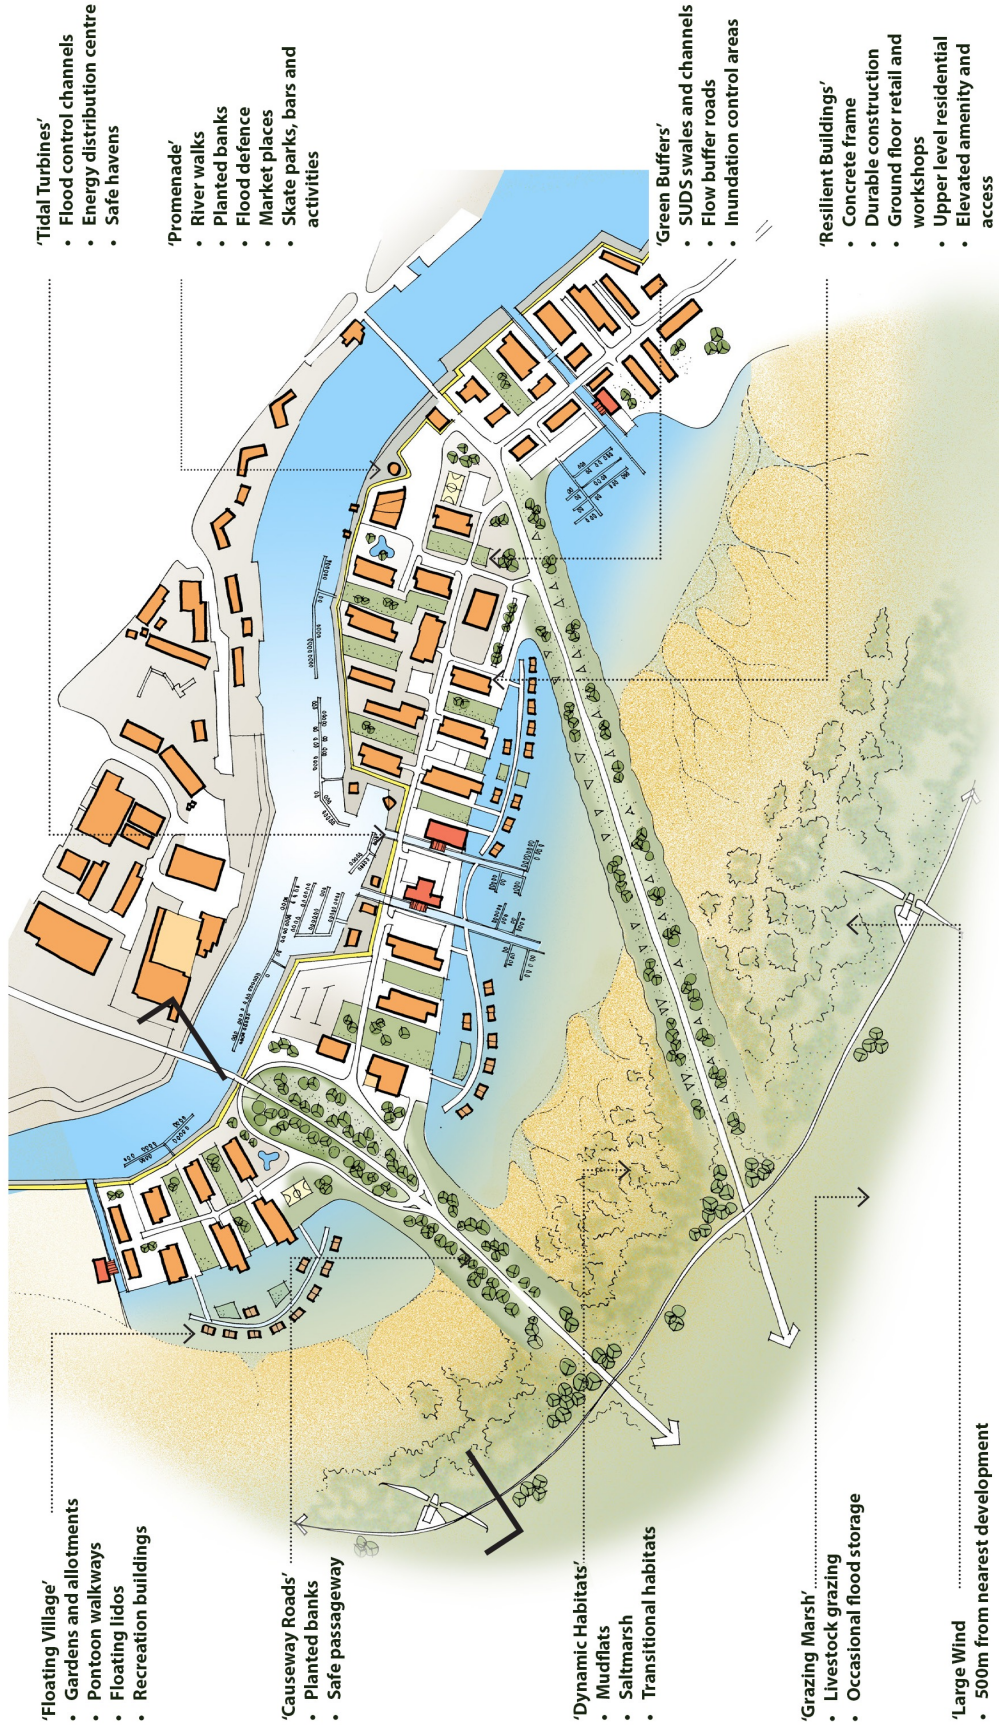 'Tidal Turbines'
• Flood control channels
• Energy distribution centre
• Safe havens
'Promenade'
• River walks
• Planted banks
• Flood defence
• Market places
• Skate parks, bars and
activities
'Green Buffers'
• SUDS swales and channels
• Flow buffer roads
• Inundation control areas
'Resilient Buildings'
• Concrete frame
• Durable construction
• Ground floor retail and
workshops
• Upper level residential
• Elevated amenity and
access
'Floating Village'
• Gardens and allotments
• Pontoon walkways
• Floating lidos
• Recreation buildings
'Causeway Roads'
• Planted banks
• Safe passageway
'Dynamic Habitats'
• Mudflats
• Saltmarsh
• Transitional habitats
'Grazing Marsh'
• Livestock grazing
• Occasional flood storage
'Large Wind
• 500m from nearest development